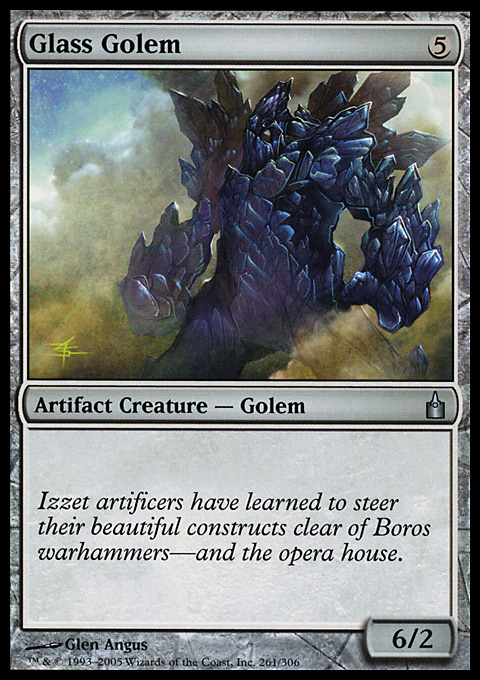 Glass Golem 5
Artifact Creature — Golem
Izzet artificers have learned to steer
their beautiful constructs clear of Boros
warhammers—and the opera house.
6/2
Glen Angus
™ & © 1993–2005 Wizards of the Coast, Inc. 261/306